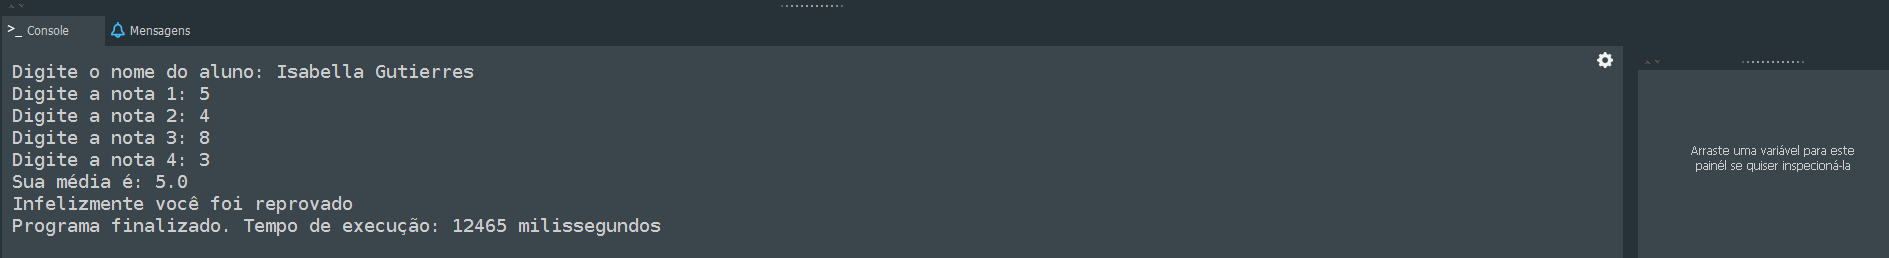 >_ Console
Mensagens
Digite o nome do aluno: Isabella Gutierres
Digite a nota 1: 5
Digite a nota 2: 4
Digite a nota 3: 8
Digite a nota 4: 3
Sua média é: 5.0
Infelizmente você foi reprovado
Programa finalizado. Tempo de execução: 12465 milissegundos
Arraste uma variável para este
painél se quiser inspecioná-la